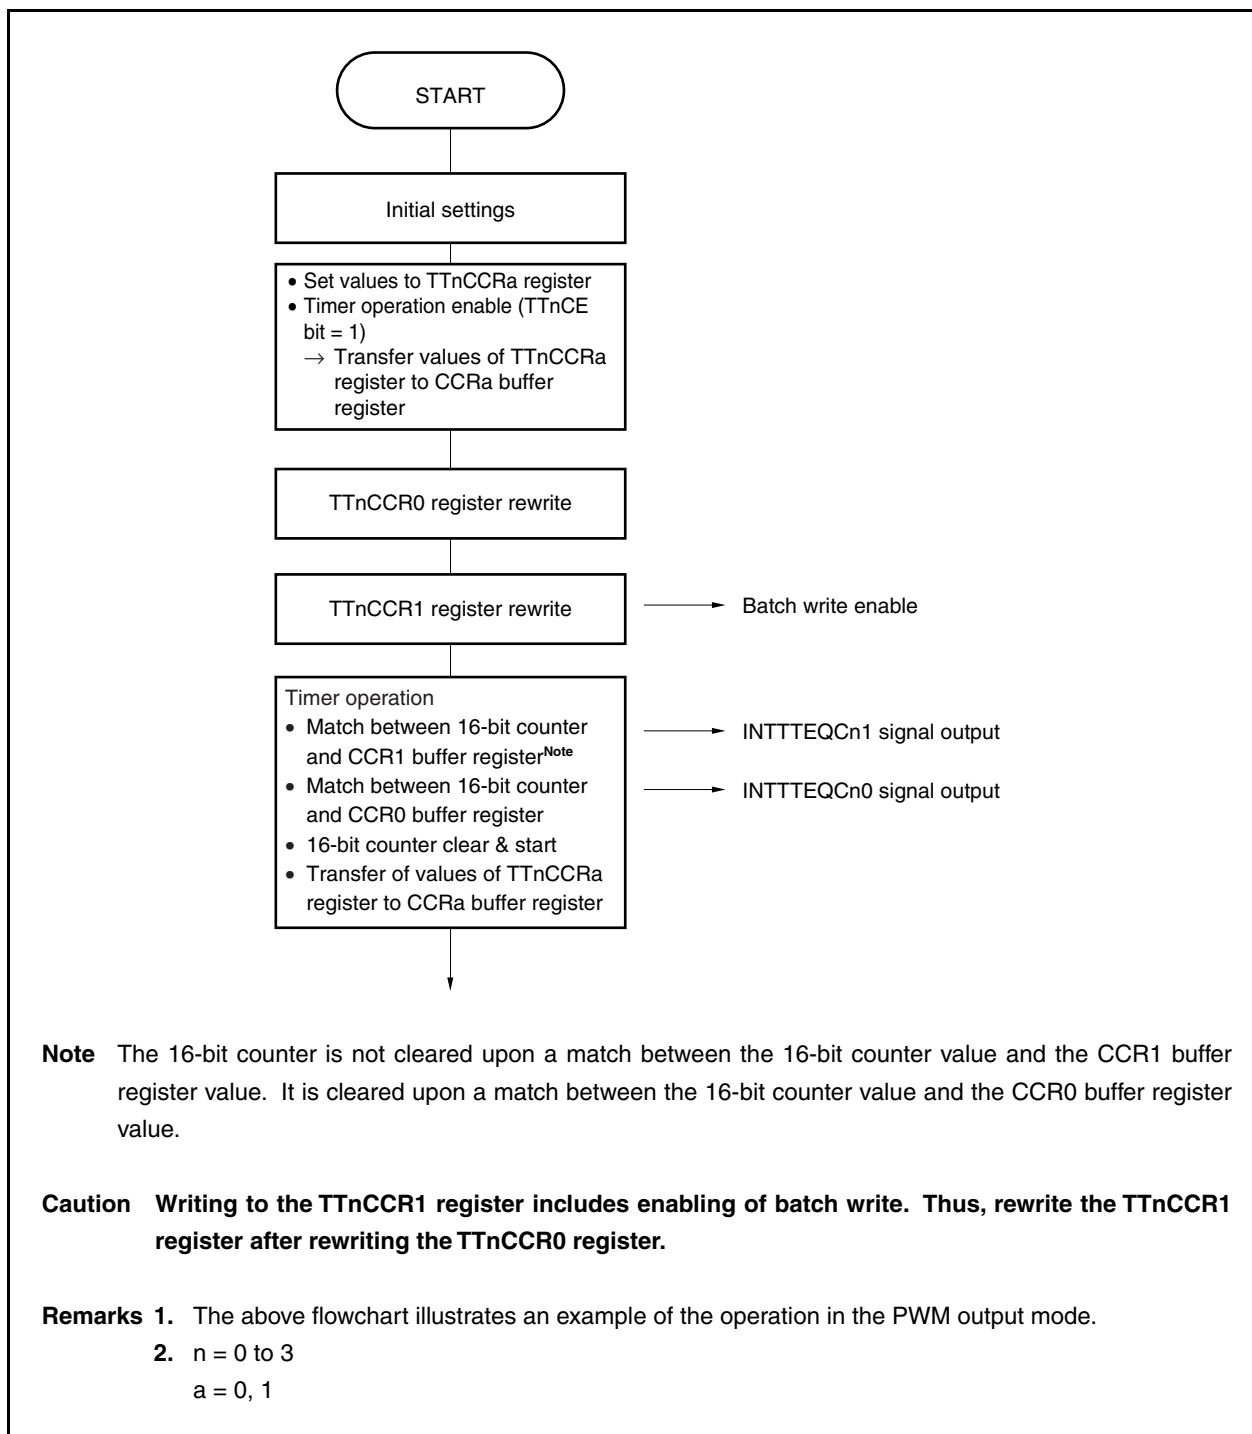 START
Initial settings
• Set values to TTnCCRa register
• Timer operation enable (TTnCE
bit = 1)
→ Transfer values of TTnCCRa
register to CCRa buffer
register
TTnCCR0 register rewrite
TTnCCR1 register rewrite
Batch write enable
Timer operation
• Match between 16-bit counter
and CCR1 buffer registerNote
INTTTEQCn1 signal output
• Match between 16-bit counter
and CCR0 buffer register
INTTTEQCn0 signal output
• 16-bit counter clear & start
• Transfer of values of TTnCCRa
register to CCRa buffer register
Note The 16-bit counter is not cleared upon a match between the 16-bit counter value and the CCR1 buffer
register value. It is cleared upon a match between the 16-bit counter value and the CCR0 buffer register
value.
Caution Writing to the TTnCCR1 register includes enabling of batch write. Thus, rewrite the TTnCCR1
register after rewriting the TTnCCR0 register.
Remarks 1. The above flowchart illustrates an example of the operation in the PWM output mode.
2. n = 0 to 3
a = 0, 1